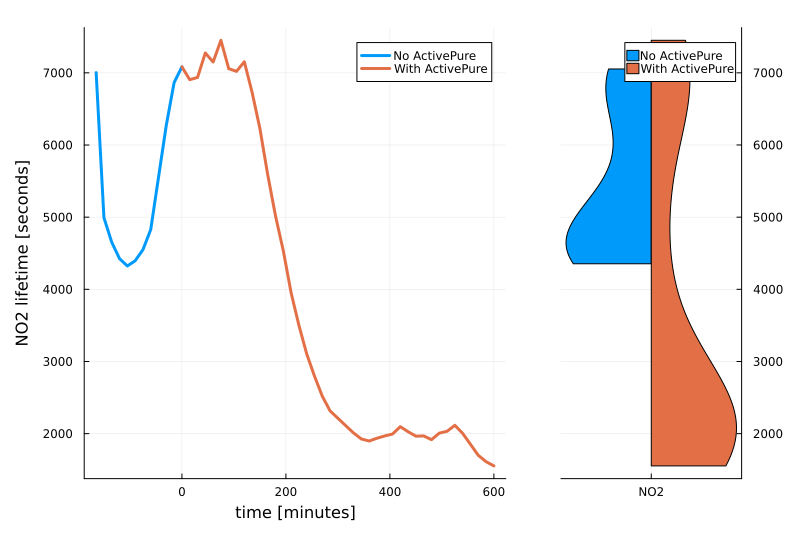 No ActivePure
With ActivePure
7000
6000
5000
4000
3000
2000
NO2 lifetime [seconds]
0
200
400
600
time [minutes]
No ActivePure
With ActivePure
7000
6000
5000
4000
3000
2000
NO2